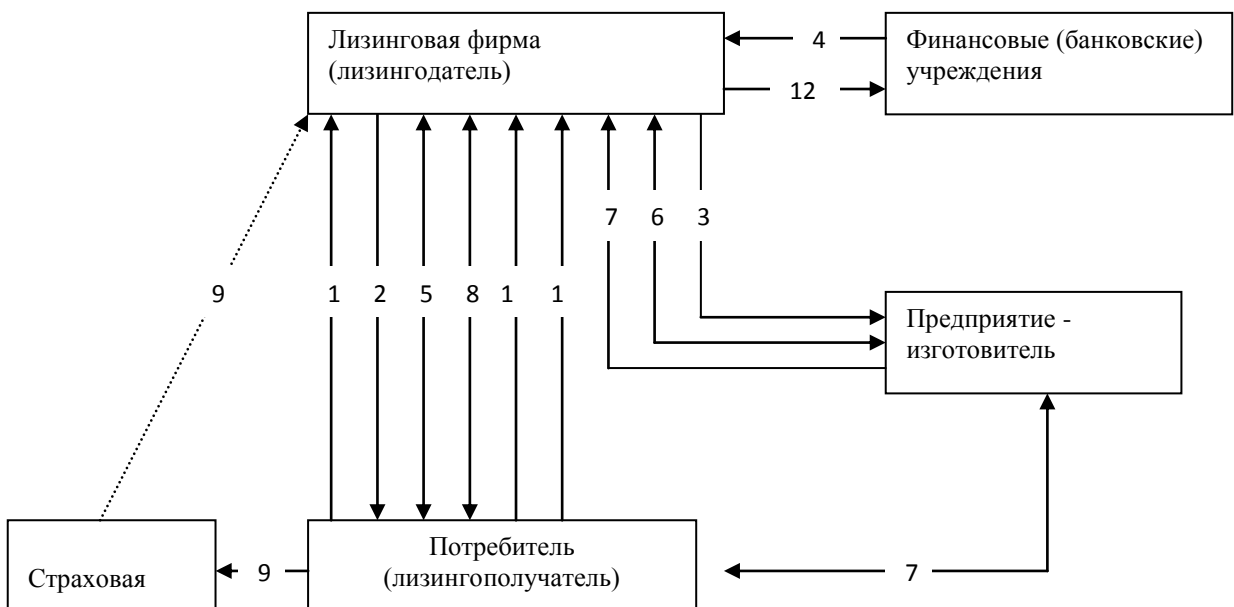 Лизинговая фирма
(лизингодатель)
4
12
Финансовые (банковские)
учреждения
7
6
3
9
1
2
5
8
1
1
Предприятие -
изготовитель
Страховая
9
Потребитель
(лизингополучатель)
7